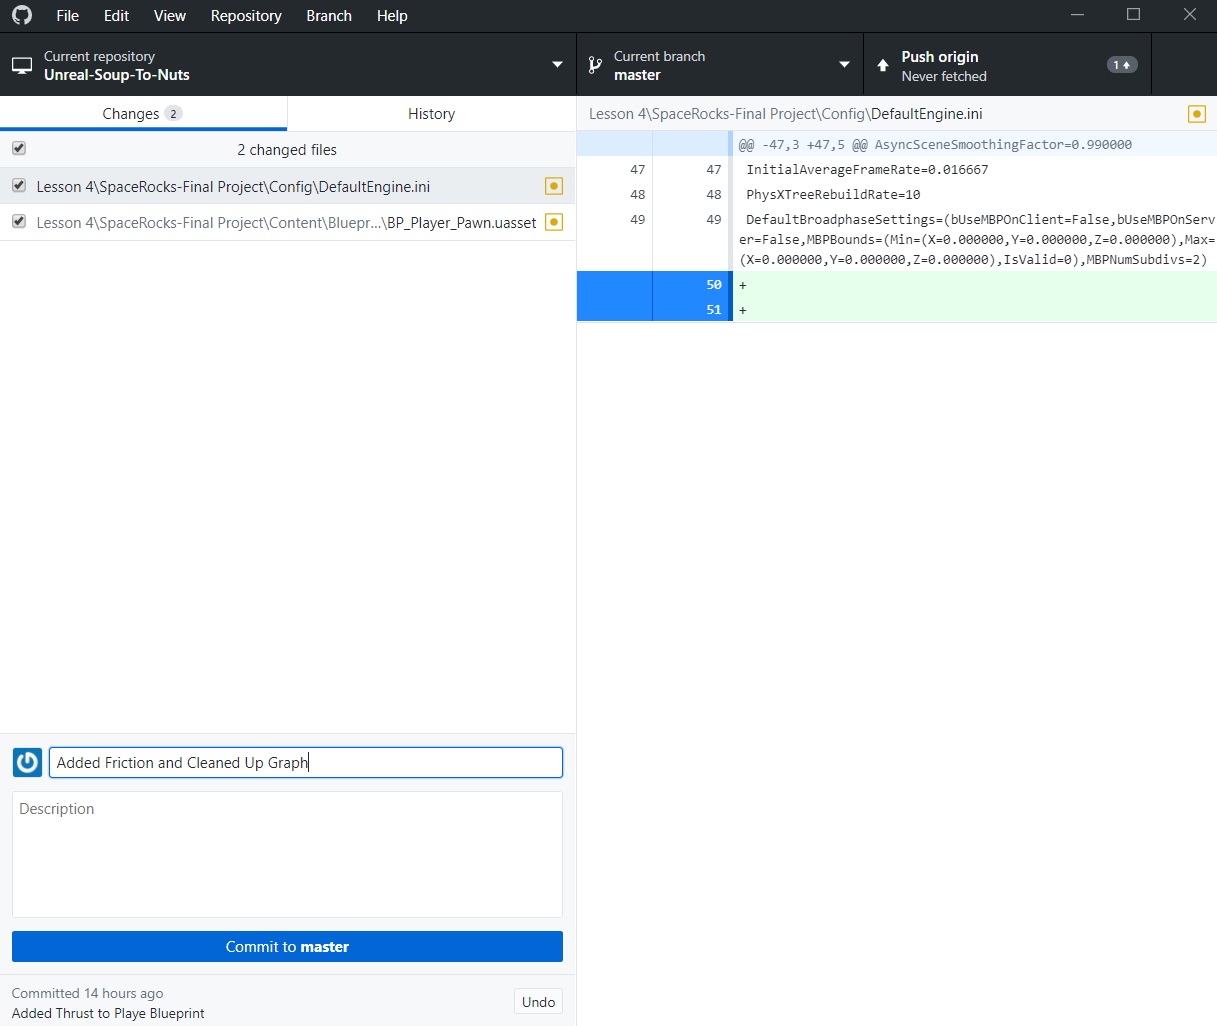 File Edit View Repository Branch Help
Current repository
Unreal-Soup-To-Nuts
Current branch
master
Push origin
Never fetched
1
Changes 2
History
2 changed files
Lesson 4\SpaceRocks-Final Project\Config\DefaultEngine.ini
Lesson 4\SpaceRocks-Final Project\Content\Bluepr...\BP_Player_Pawn.uasset
Lesson 4\SpaceRocks-Final Project\Config\DefaultEngine.ini
@@ -47,3 +47,5 @@ AsyncSceneSmoothingFactor=0.990000
47 47 InitialAverageFrameRate=0.016667
48 48 PhysXTreeRebuildRate=10
49 49 DefaultBroadphaseSettings=(bUseMBPOnClient=False,bUseMBPOnServ
er=False,MBPBounds=(Min=(X=0.000000,Y=0.000000,Z=0.000000),Max=
(X=0.000000,Y=0.000000,Z=0.000000),IsValid=0),MBPNumSubdivs=2)
50 +
51 +
Added Friction and Cleaned Up Graph
Description
Commit to master
Committed 14 hours ago
Added Thrust to Playe Blueprint
Undo